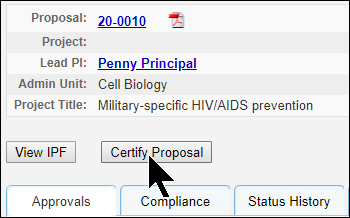 Proposal: 20-0010
Project:
Lead PI: Penny Principal
Admin Unit: Cell Biology
Project Title: Military-specific HIV/AIDS prevention
View IPF Certify Proposal
Approvals Compliance Status History